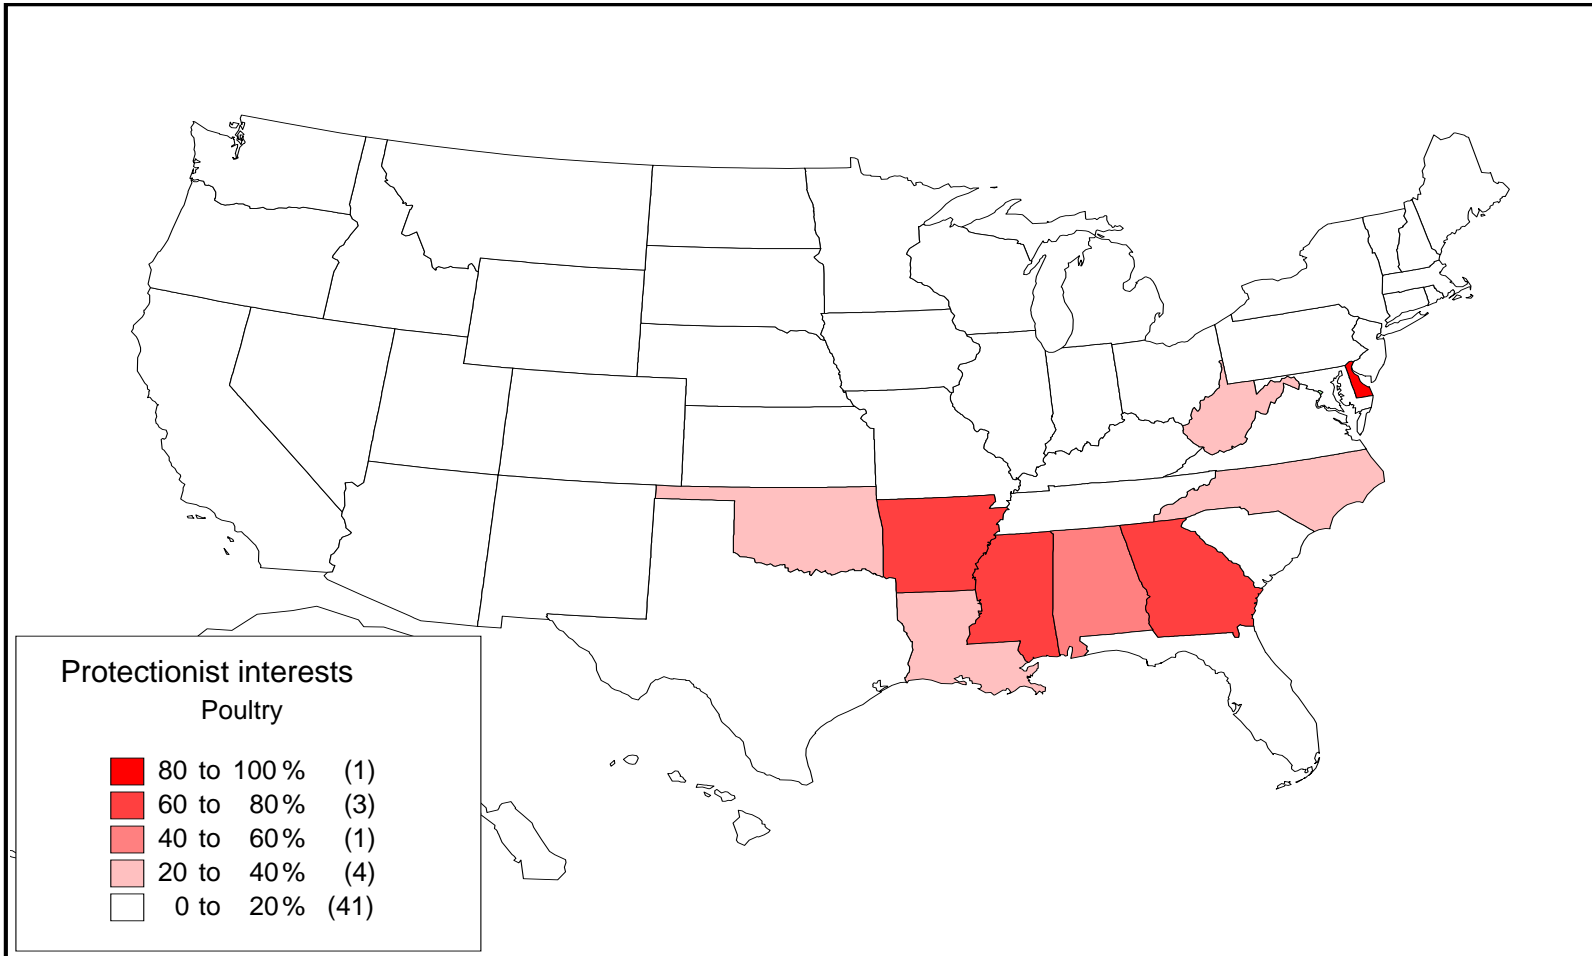 Protectionist interests
Poultry
80 to 100 % (1)
60 to 80 % (3)
40 to 60 % (1)
20 to 40 % (4)
0 to 20 % (41)